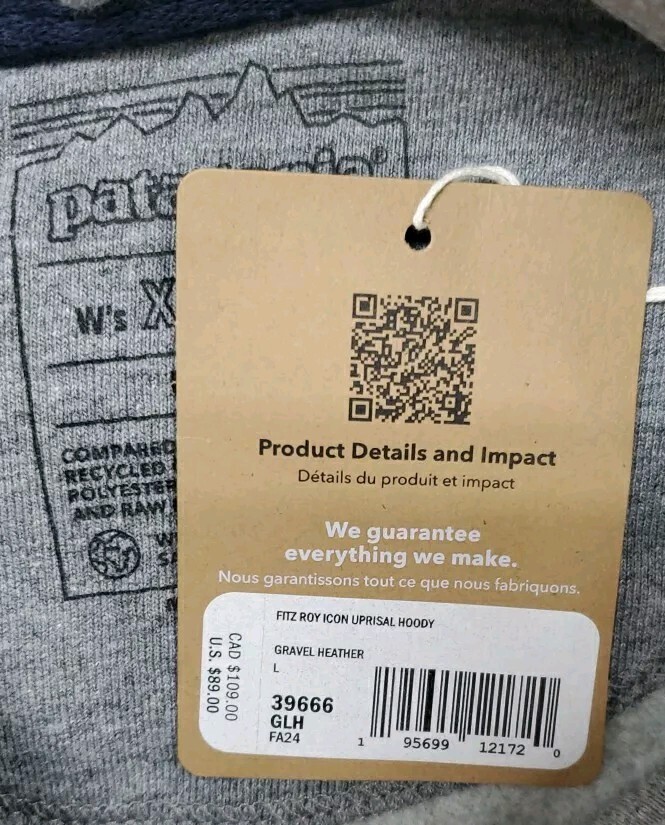 W's X
COMPARED
RECYCLED
POLYESTER
AND RAW
Product Details and Impact
Détails du produit et impact
We guarantee
everything we make.
Nous garantissons tout ce que nous fabriquons.
CAD $109.00
U.S. $89.00
FITZ ROY ICON UPRISAL HOODY
GRAVEL HEATHER
L
39666
GLH
FA24
1 95699 12172 0